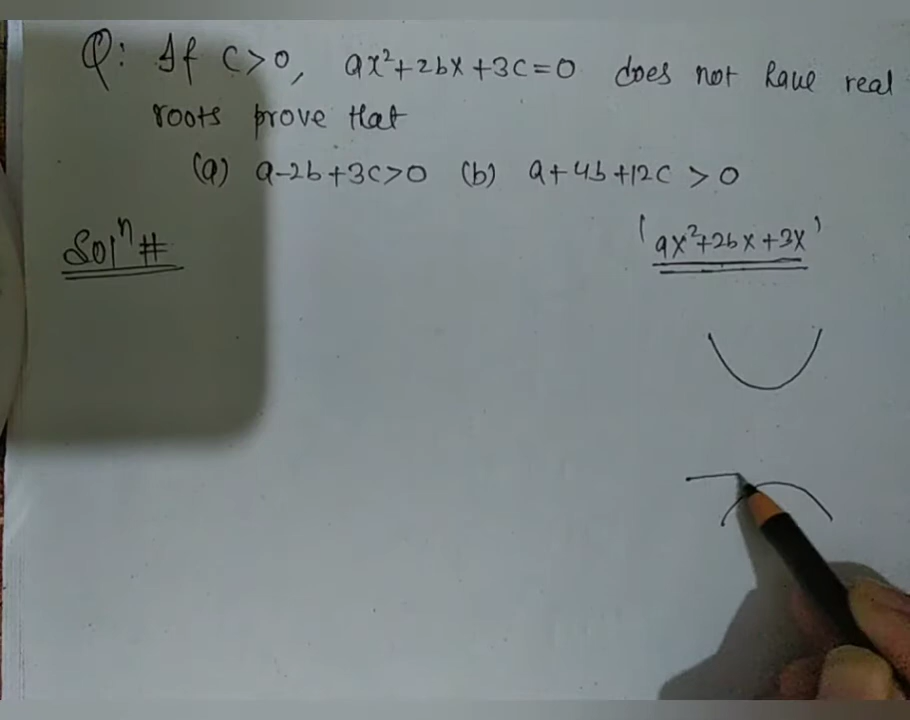 Q: If C>0, ax²+2bx+3c=0 does not have real
roots prove that
(a) a-2b+3c>0 (b) a+4b+12c >0
Solⁿ#
(ax²+2bx+3x)